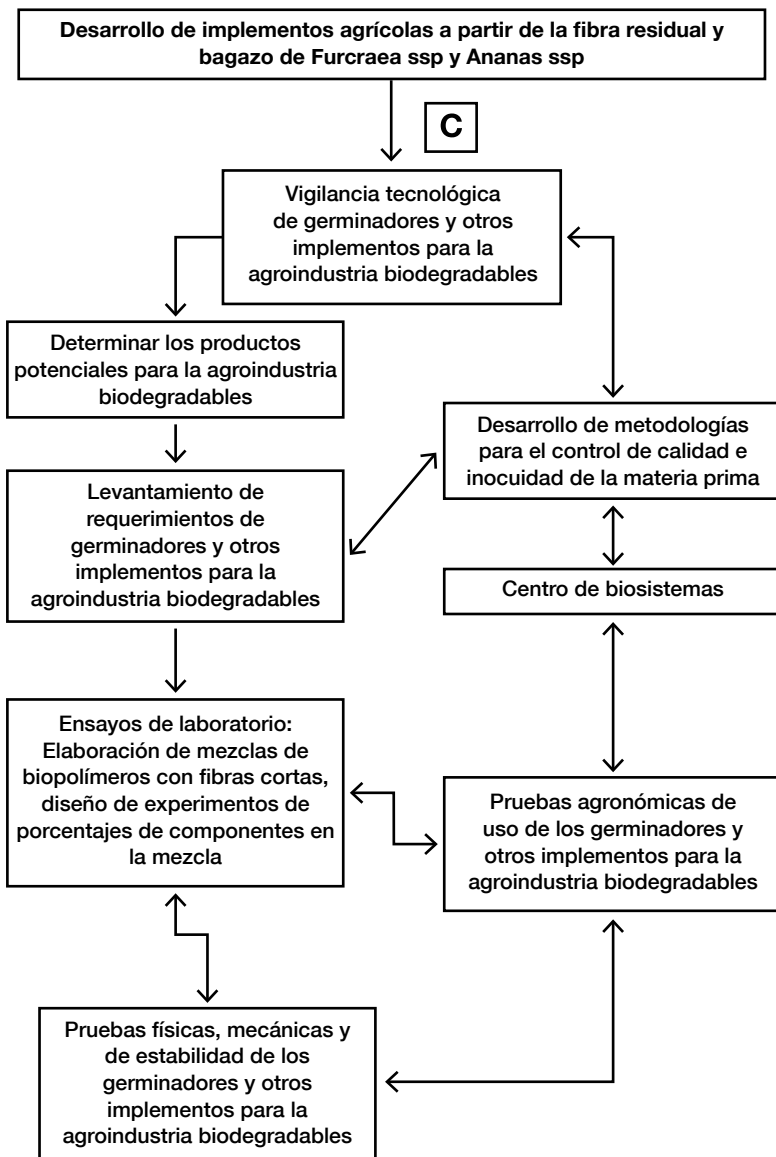 Desarrollo de implementos agrícolas a partir de la fibra residual y
bagazo de Furcraea ssp y Ananas ssp
C
Vigilancia tecnológica
de germinadores y otros
implementos para la
agroindustria biodegradables
Determinar los productos
potenciales para la agroindustria
biodegradables
Desarrollo de metodologías
para el control de calidad e
inocuidad de la materia prima
Levantamiento de
requerimientos de
germinadores y otros
implementos para la
agroindustria biodegradables
Centro de biosistemas
Ensayos de laboratorio:
Elaboración de mezclas de
biopolímeros con fibras cortas,
diseño de experimentos de
porcentajes de componentes en
la mezcla
Pruebas agronómicas de
uso de los germinadores y
otros implementos para la
agroindustria biodegradables
Pruebas físicas, mecánicas y
de estabilidad de los
germinadores y otros
implementos para la
agroindustria biodegradables